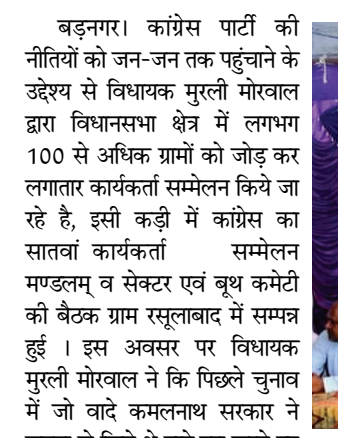 बड़नगर। कांग्रेस पार्टी की
नीतियों को जन-जन तक पहुंचाने के
उद्देश्य से विधायक मुरली मोरवाल
द्वारा विधानसभा क्षेत्र में लगभग
100 से अधिक ग्रामों को जोड़ कर
लगातार कार्यकर्ता सम्मेलन किये जा
रहे है, इसी कड़ी में कांग्रेस का
सातवां कार्यकर्ता सम्मेलन
मण्डलम् व सेक्टर एवं बूथ कमेटी
की बैठक ग्राम रसूलाबाद में सम्पन्न
हुई । इस अवसर पर विधायक
मुरली मोरवाल ने कि पिछले चुनाव
में जो वादे कमलनाथ सरकार ने